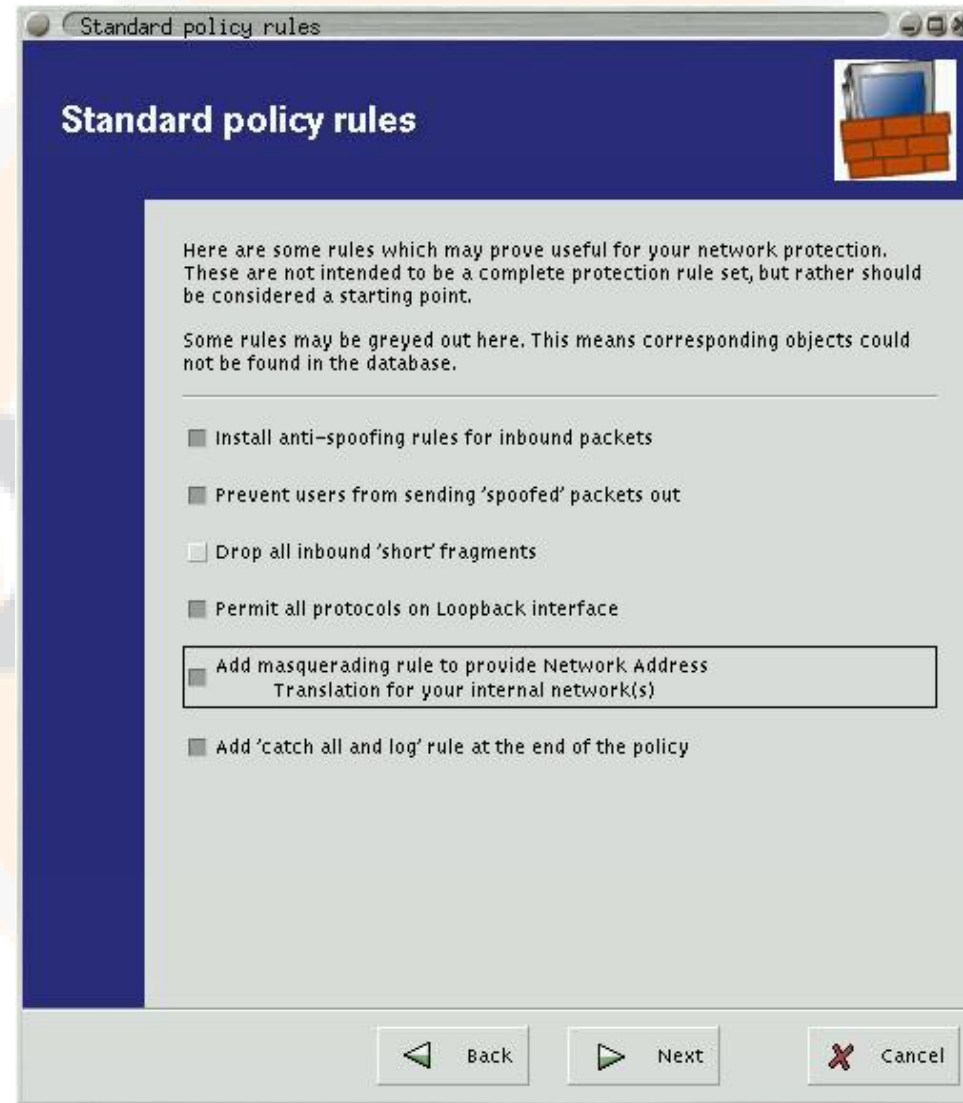 Standard policy rules
Standard policy rules
Here are some rules which may prove useful for your network protection.
These are not intended to be a complete protection rule set, but rather should
be considered a starting point.
Some rules may be greyed out here. This means corresponding objects could
not be found in the database.
Install anti-spoofing rules for inbound packets
Prevent users from sending 'spoofed' packets out
Drop all inbound 'short' fragments
Permit all protocols on Loopback interface
Add masquerading rule to provide Network Address
Translation for your internal network(s)
Add 'catch all and log' rule at the end of the policy
Back
Next
Cancel